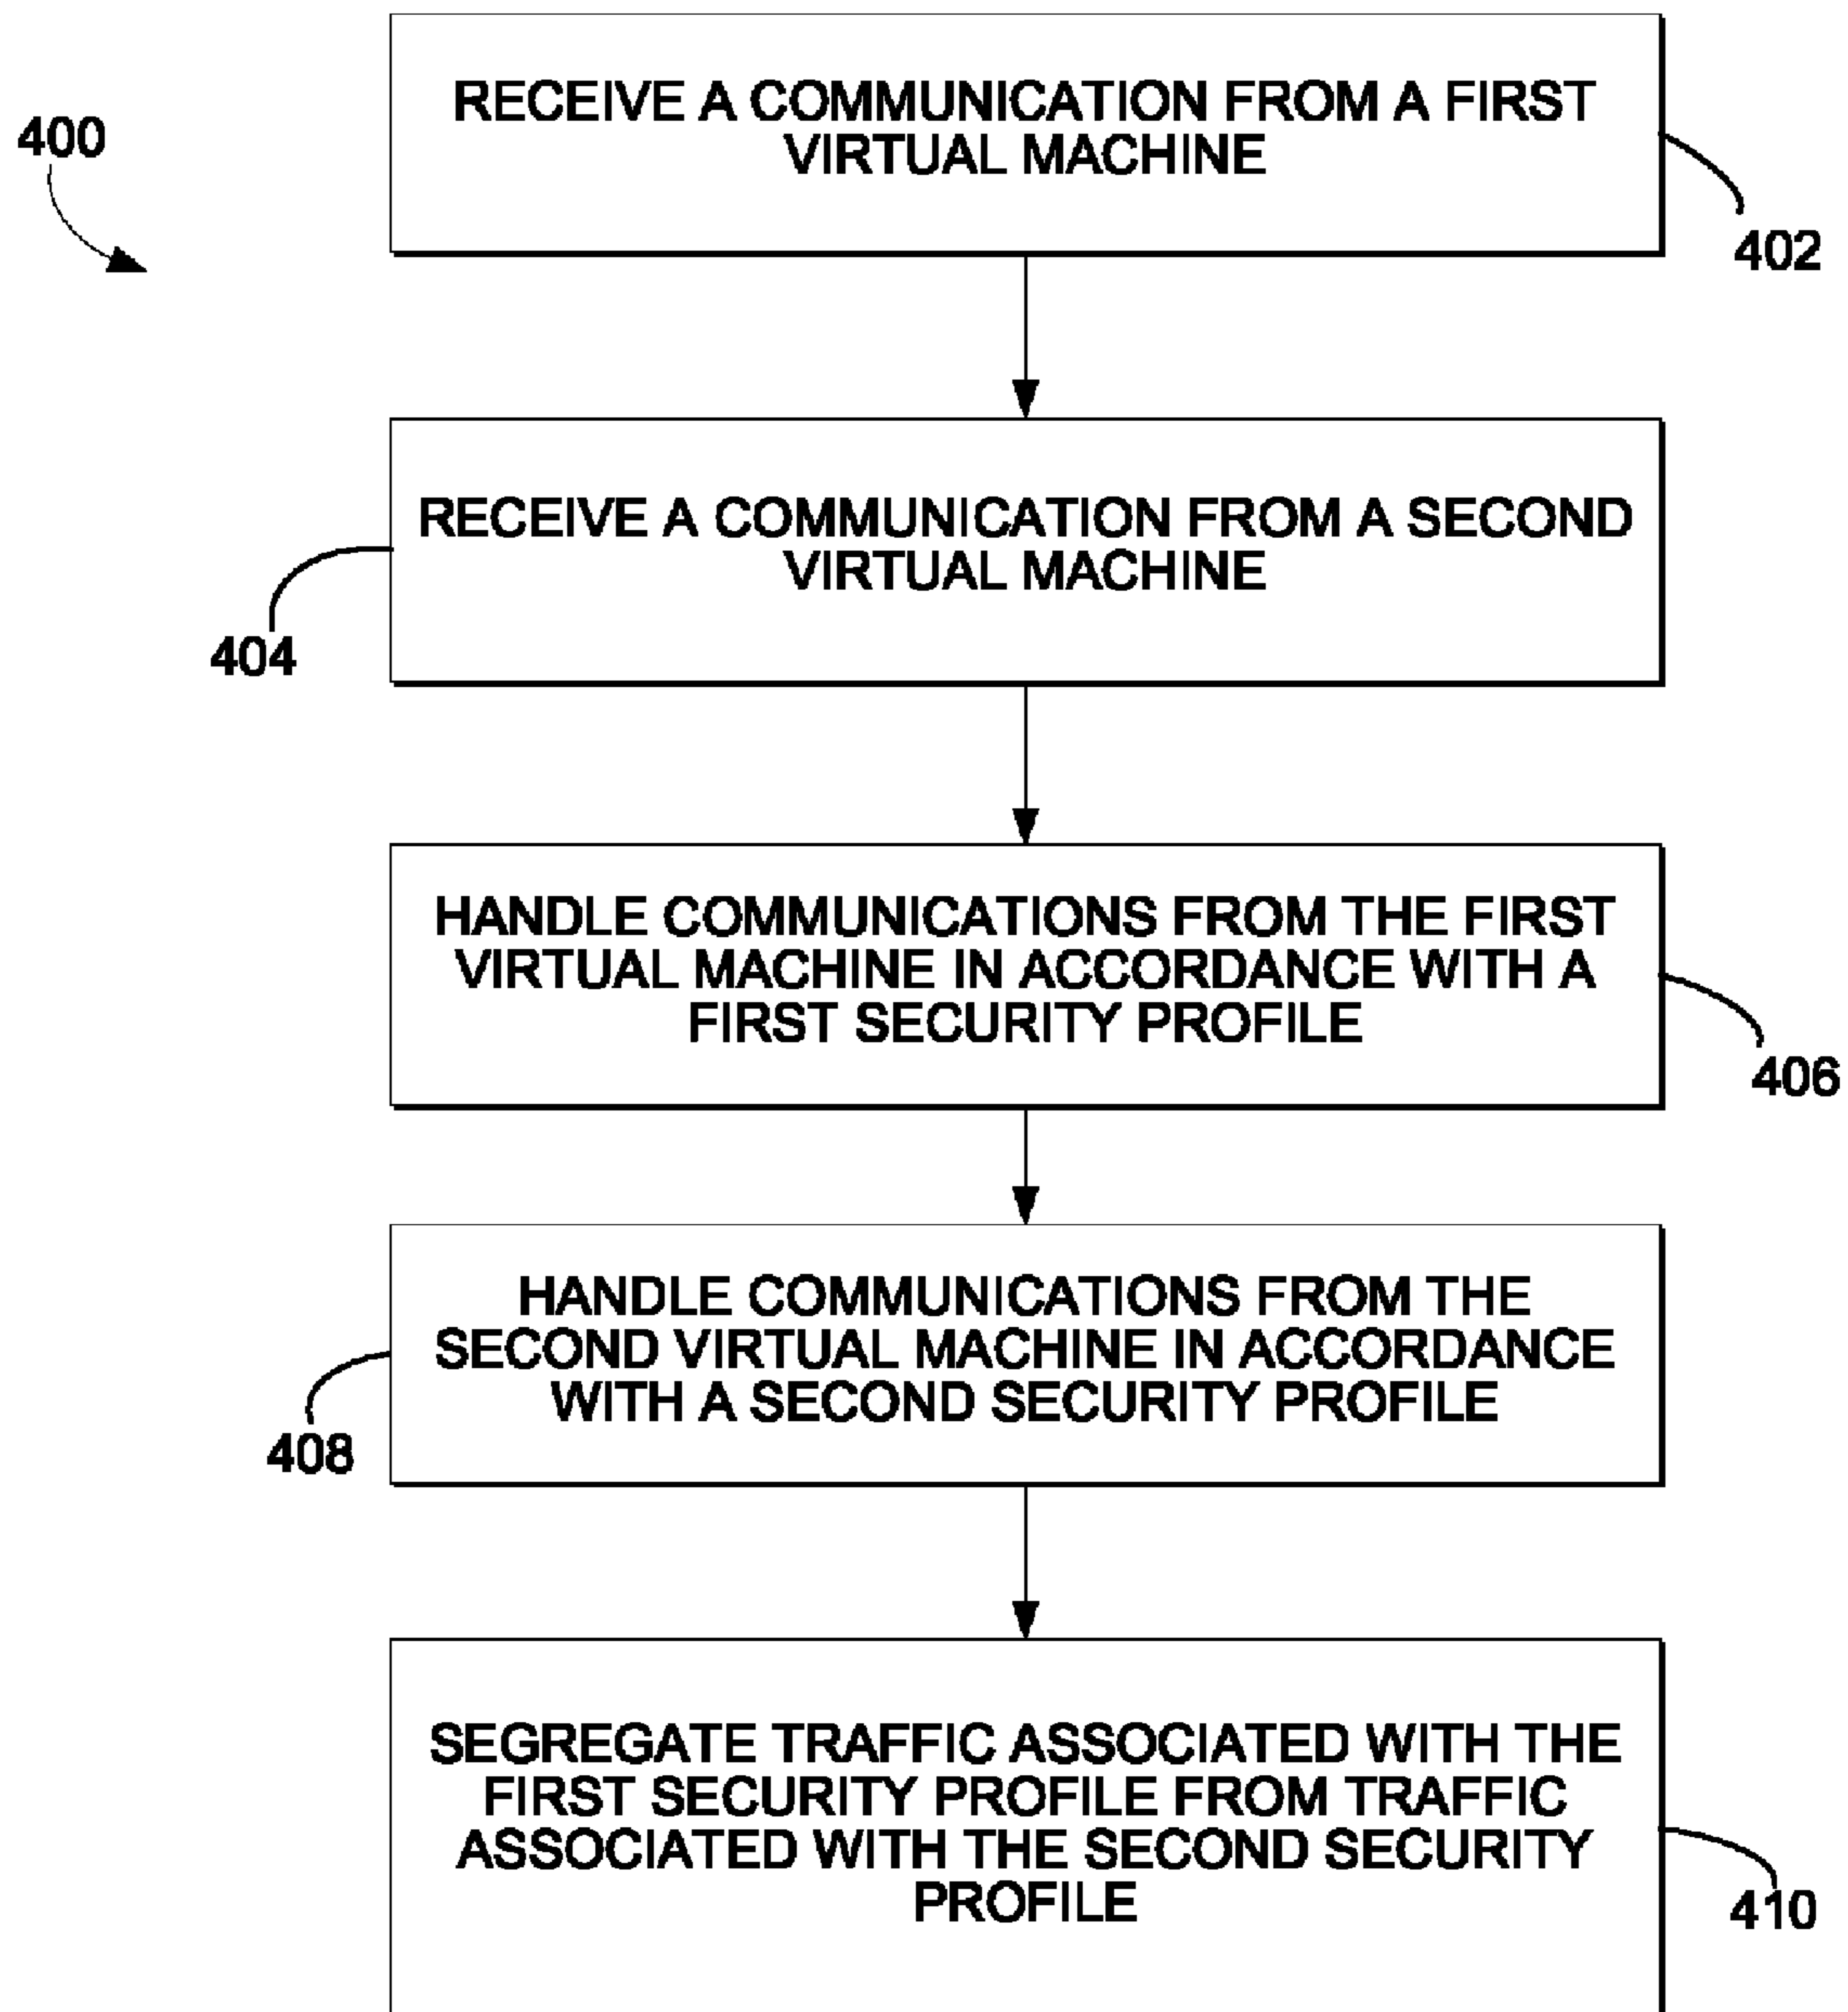 400
RECEIVE A COMMUNICATION FROM A FIRST
VIRTUAL MACHINE
402
RECEIVE A COMMUNICATION FROM A SECOND
VIRTUAL MACHINE
404
HANDLE COMMUNICATIONS FROM THE FIRST
VIRTUAL MACHINE IN ACCORDANCE WITH A
FIRST SECURITY PROFILE
406
HANDLE COMMUNICATIONS FROM THE
SECOND VIRTUAL MACHINE IN ACCORDANCE
WITH A SECOND SECURITY PROFILE
408
SEGREGATE TRAFFIC ASSOCIATED WITH THE
FIRST SECURITY PROFILE FROM TRAFFIC
ASSOCIATED WITH THE SECOND SECURITY
PROFILE
410